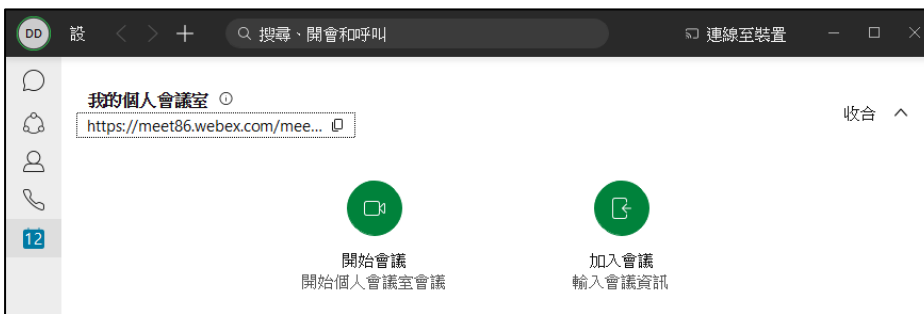 DD 設 搜尋、開會和呼叫 連線至裝置
我的個人會議室
https://meet86.webex.com/mee...
收合
12
開始會議
開始個人會議室會議
加入會議
輸入會議資訊